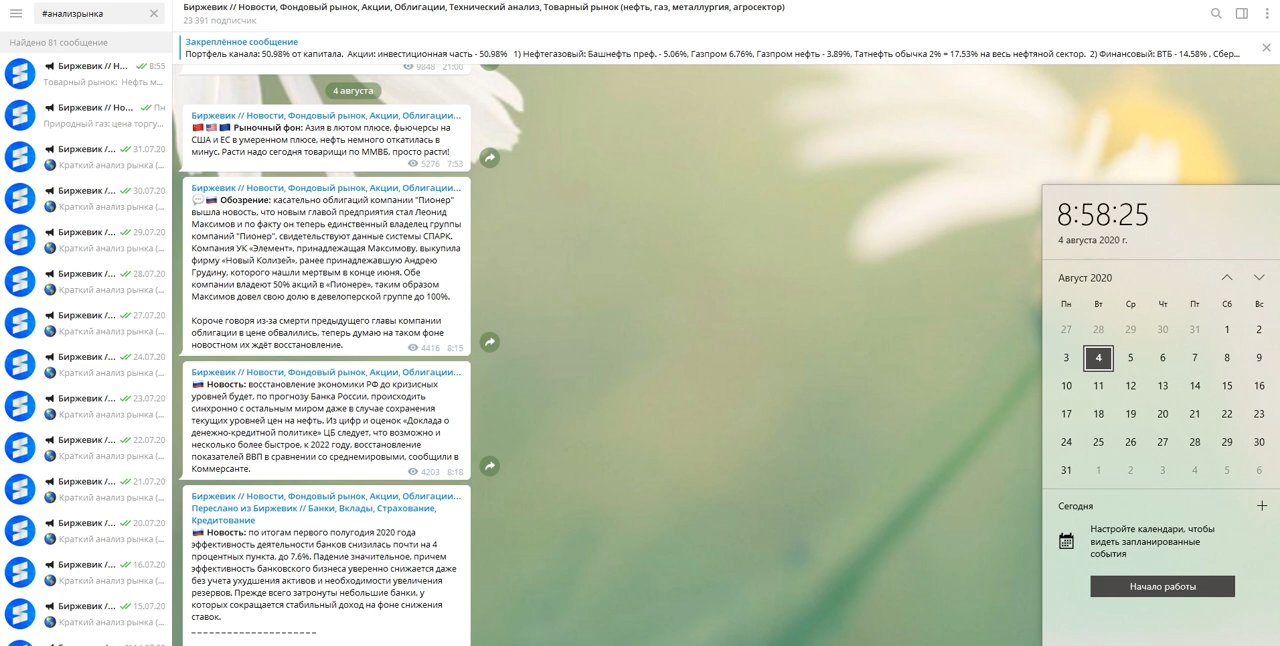 #анализрынка
Найдено 81 сообщение
Биржевик // Н... 8:55
Товарный рынок: Нефть м...
Биржевик // Но... Пн
Природный газ: цена торгу...
Биржевик /... 31.07.20
Краткий анализ рынка (...
Биржевик /... 30.07.20
Краткий анализ рынка (...
Биржевик /... 29.07.20
Краткий анализ рынка (...
Биржевик /... 28.07.20
Краткий анализ рынка (...
Биржевик /... 27.07.20
Краткий анализ рынка (...
Биржевик /... 24.07.20
Краткий анализ рынка (...
Биржевик /... 23.07.20
Краткий анализ рынка (...
Биржевик /... 22.07.20
Краткий анализ рынка (...
Биржевик /... 21.07.20
Краткий анализ рынка (...
Биржевик /... 20.07.20
Краткий анализ рынка (...
Биржевик /... 16.07.20
Краткий анализ рынка (...
Биржевик /... 15.07.20
Краткий анализ рынка (...
Биржевик // Новости, Фондовый рынок, Акции, Облигации, Технический анализ, Товарный рынок (нефть, газ, металлургия, агросектор)
23 391 подписчик
Закреплённое сообщение
Портфель канала: 50,98% от капитала. Акции: инвестиционная часть - 50.98% 1) Нефтегазовый: Башнефть преф. - 5.06%, Газпром 6.76%, Газпром нефть - 3.89%, Татнефть обычка 2% = 17.53% на весь нефтяной сектор. 2) Финансовый: ВТБ - 14.58% , Сбер...
9848 21:00
4 августа
Биржевик // Новости, Фондовый рынок, Акции, Облигации...
Рыночный фон: Азия в лютом плюсе, фьючерсы на
США и ЕС в умеренном плюсе, нефть немного откатилась в
минус. Расти надо сегодня товарищи по ММВБ, просто расти!
5276 7:53
Биржевик // Новости, Фондовый рынок, Акции, Облигации...
Обозрение: касательно облигаций компании "Пионер"
вышла новость, что новым главой предприятия стал Леонид
Максимов и по факту он теперь единственный владелец группы
компаний "Пионер", свидетельствуют данные системы СПАРК.
Компания УК «Элемент», принадлежащая Максимову, выкупила
фирму «Новый Колизей», ранее принадлежавшую Андрею
Грудину, которого нашли мертвым в конце июня. Обе
компании владеют 50% акций в «Пионере», таким образом
Максимов довел свою долю в девелоперской группе до 100%.
Короче говоря из-за смерти предыдущего главы компании
облигации в цене обвалились, теперь думаю на таком фоне
новостном их ждёт восстановление.
4416 8:15
Биржевик // Новости, Фондовый рынок, Акции, Облигации...
Новость: восстановление экономики РФ до кризисных
уровней будет, по прогнозу Банка России, происходить
синхронно с остальным миром даже в случае сохранения
текущих уровней цен на нефть. Из цифр и оценок «Доклада о
денежно-кредитной политике» ЦБ следует, что возможно и
несколько более быстрое, к 2022 году, восстановление
показателей ВВП в сравнении со среднемировыми, сообщили в
Коммерсанте.
4203 8:18
Биржевик // Новости, Фондовый рынок, Акции, Облигации...
Переслано из Биржевик // Банки, Вклады, Страхование,
Кредитование
Новость: по итогам первого полугодия 2020 года
эффективность деятельности банков снизилась почти на 4
процентных пункта, до 7,6%. Падение значительное, причем
эффективность банковского бизнеса уверенно снижается даже
без учета ухудшения активов и необходимости увеличения
резервов. Прежде всего затронуты небольшие банки, у
которых сокращается стабильный доход на фоне снижения
ставок.
--------------------
8:58:25
4 августа 2020 г.
Август 2020
Пн Вт Ср Чт Пт Сб Вс
27 28 29 30 31 1 2
3 4 5 6 7 8 9
10 11 12 13 14 15 16
17 18 19 20 21 22 23
24 25 26 27 28 29 30
31 1 2 3 4 5 6
Сегодня
Настройте календари, чтобы
видеть запланированные
события
Начало работы